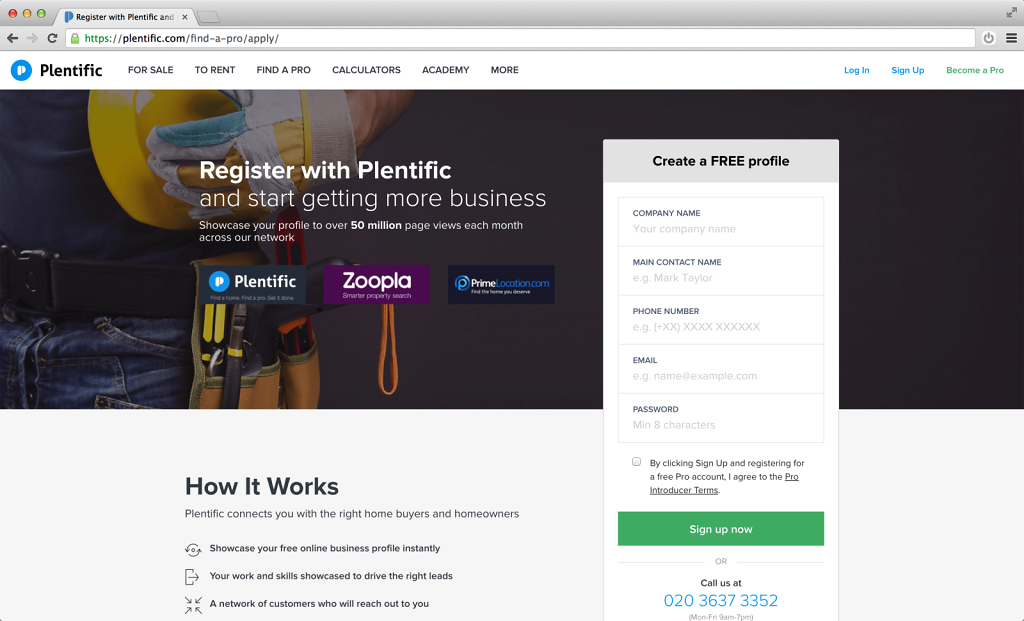 Register with Plentific and
https://plentific.com/find-a-pro/apply/
Plentific
FOR SALE TO RENT FIND A PRO CALCULATORS ACADEMY MORE
Log In Sign Up Become a Pro
Register with Plentific
and start getting more business
Showcase your profile to over 50 million page views each month
across our network
Plentific
Find a home. Find a pro. Get it done.
Zoopla
Smarter property search
PrimeLocation.com
Find the home you deserve
Create a FREE profile
COMPANY NAME
Your company name
MAIN CONTACT NAME
e.g. Mark Taylor
PHONE NUMBER
e.g. (+XX) XXXX XXXXXX
EMAIL
e.g. name@example.com
PASSWORD
Min 8 characters
By clicking Sign Up and registering for
a free Pro account, I agree to the Pro
Introducer Terms.
Sign up now
OR
Call us at
020 3637 3352
(Mon-Fri 9am-7pm)
How It Works
Plentific connects you with the right home buyers and homeowners
Showcase your free online business profile instantly
Your work and skills showcased to drive the right leads
A network of customers who will reach out to you